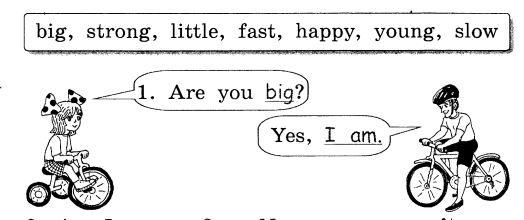 big, strong, little, fast, happy, young, slow
1. Are you big?
Yes, I am.